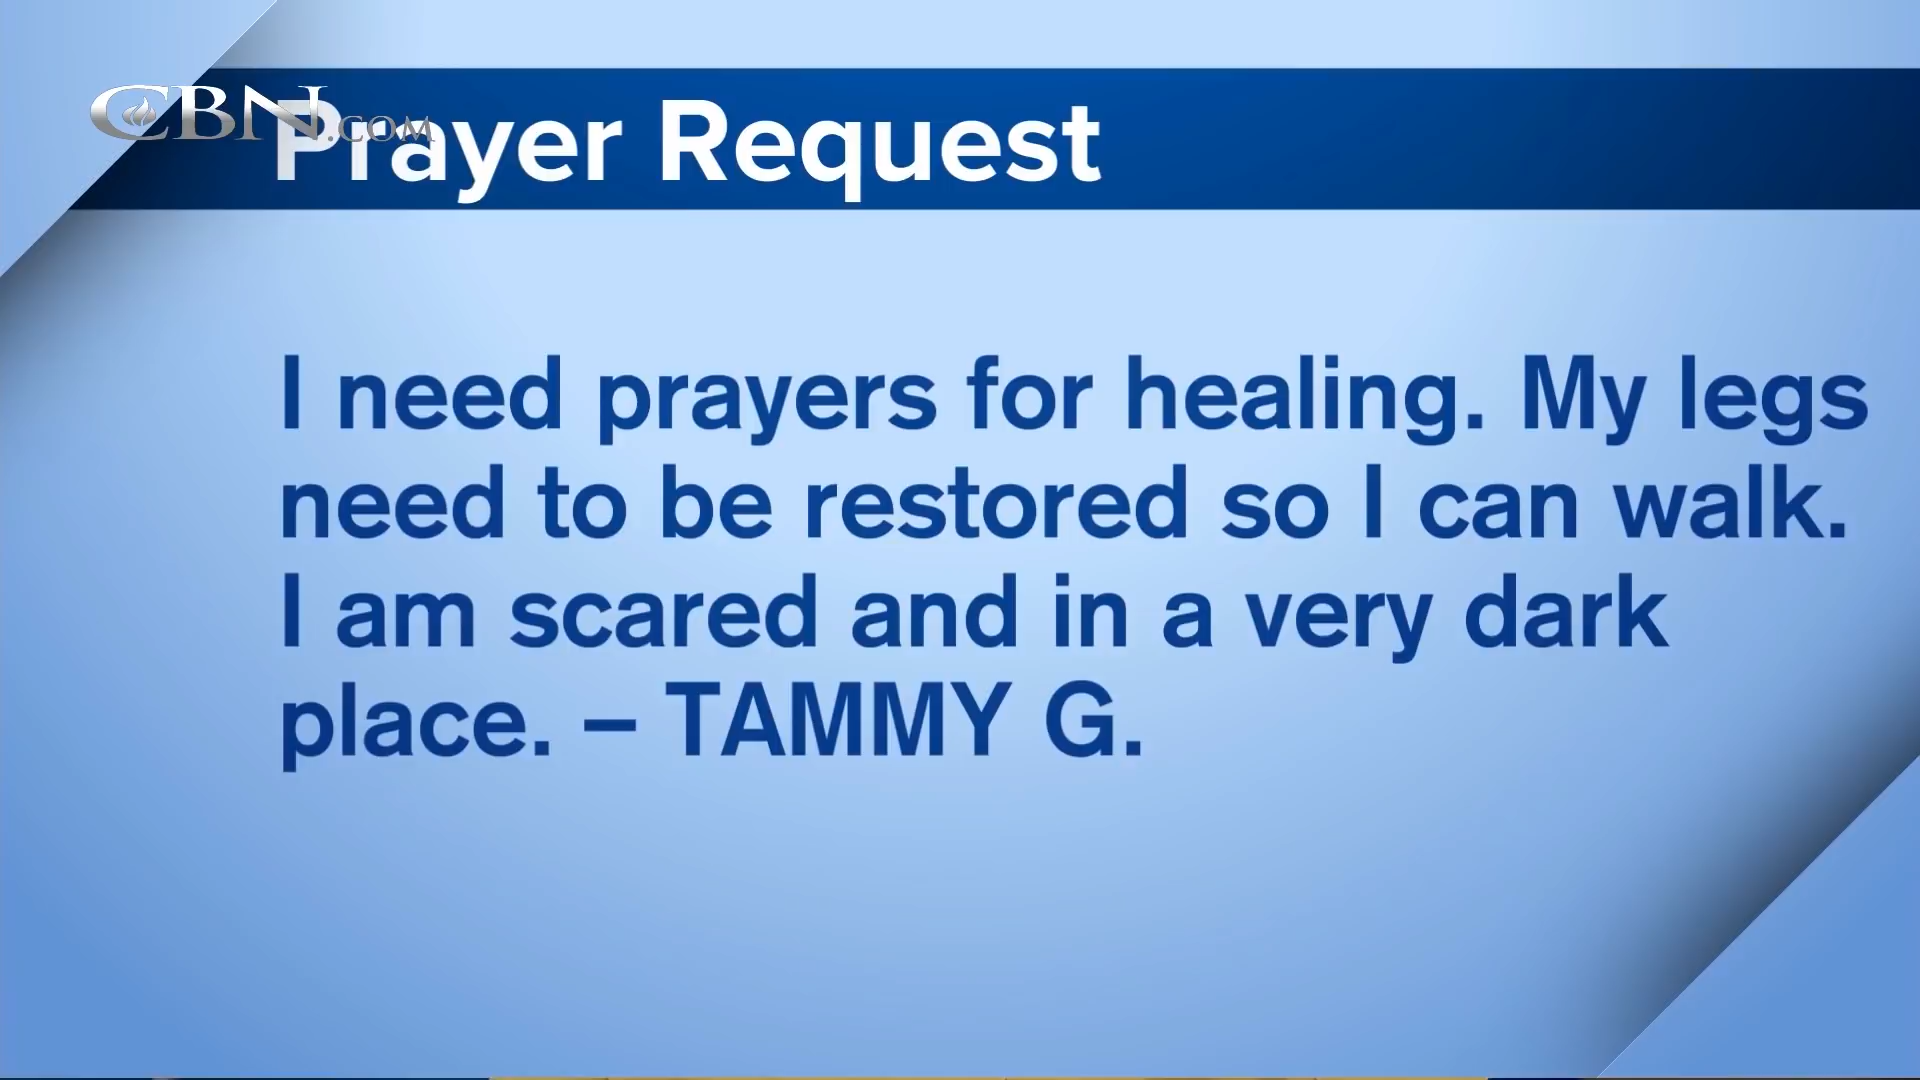 CBN.COM
Prayer Request
I need prayers for healing. My legs
need to be restored so I can walk.
I am scared and in a very dark
place. – TAMMY G.